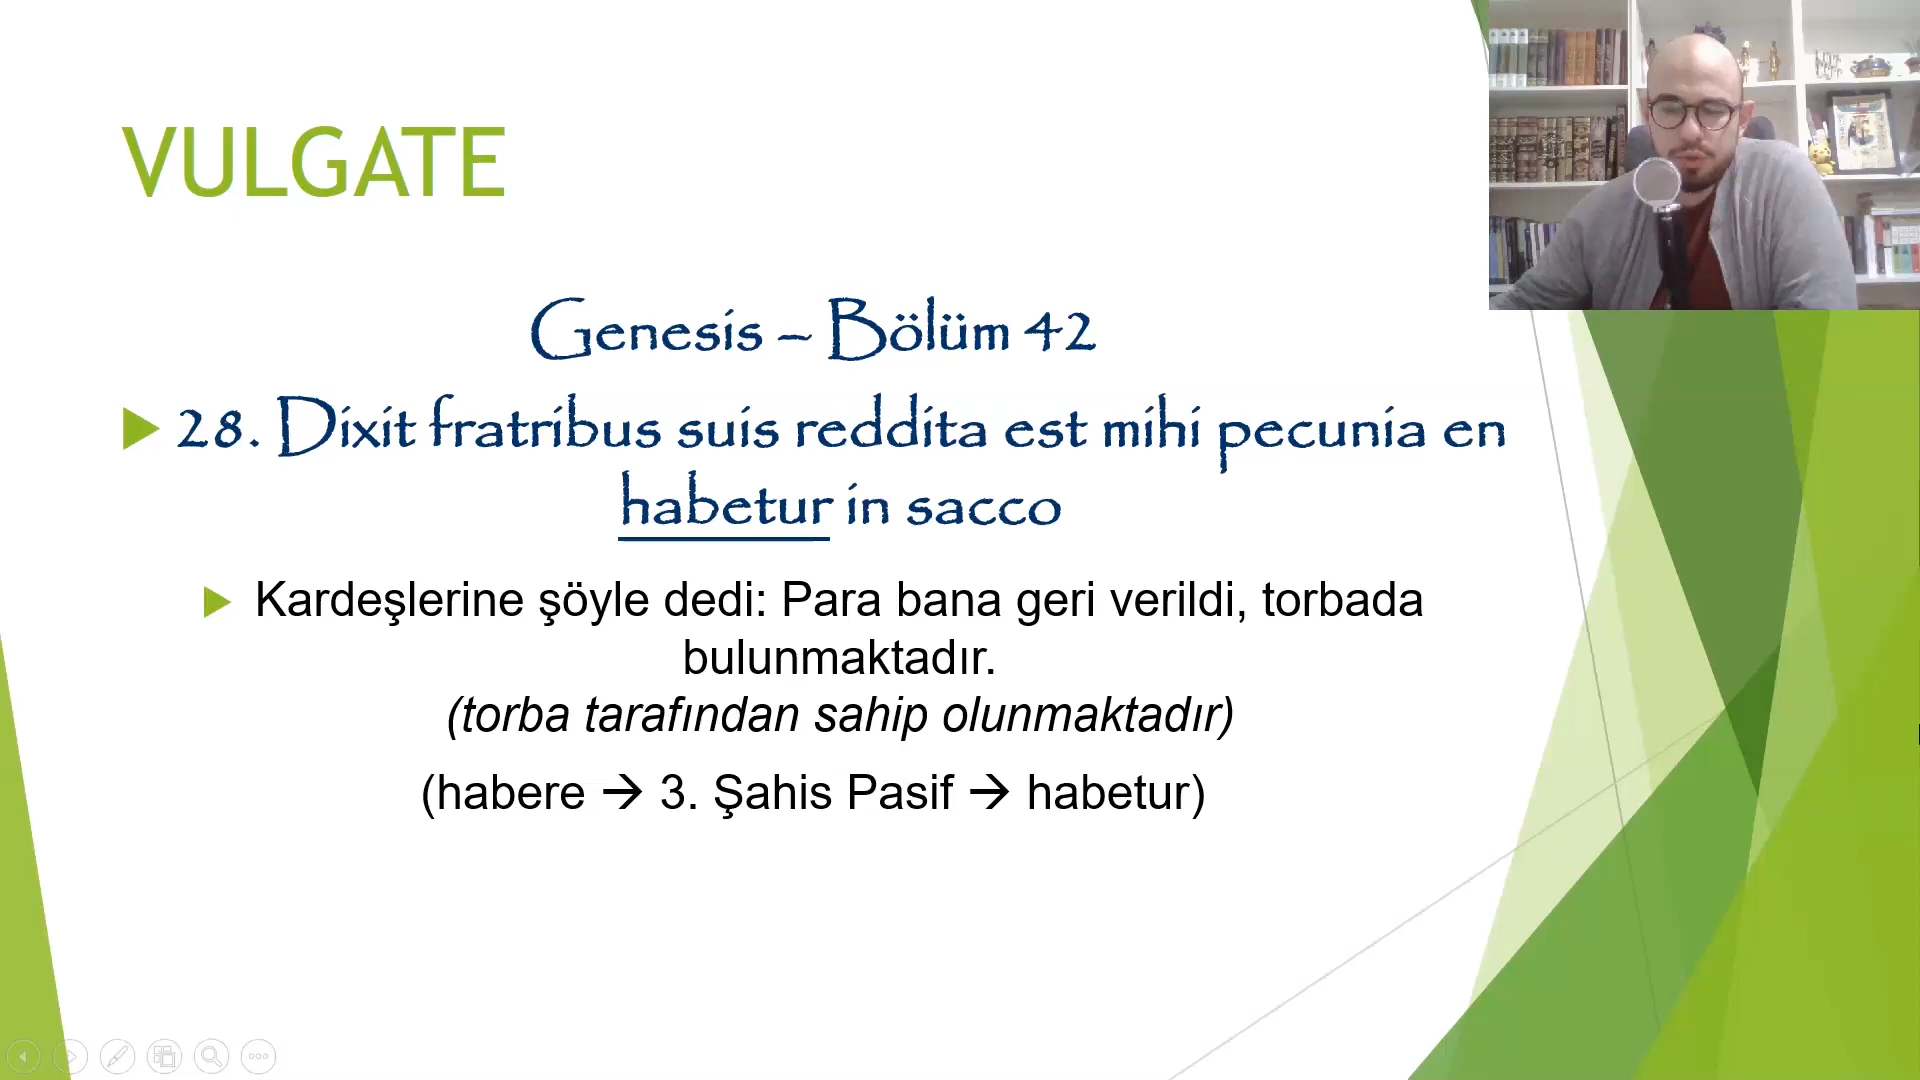 VULGATE
Genesis – Bölüm 42
28. Dixit fratribus suis reddita est mihi pecunia en
habetur in sacco
Kardeşlerine şöyle dedi: Para bana geri verildi, torbada
bulunmaktadır.
(torba tarafından sahip olunmaktadır)
(habere → 3. Şahis Pasif → habetur)